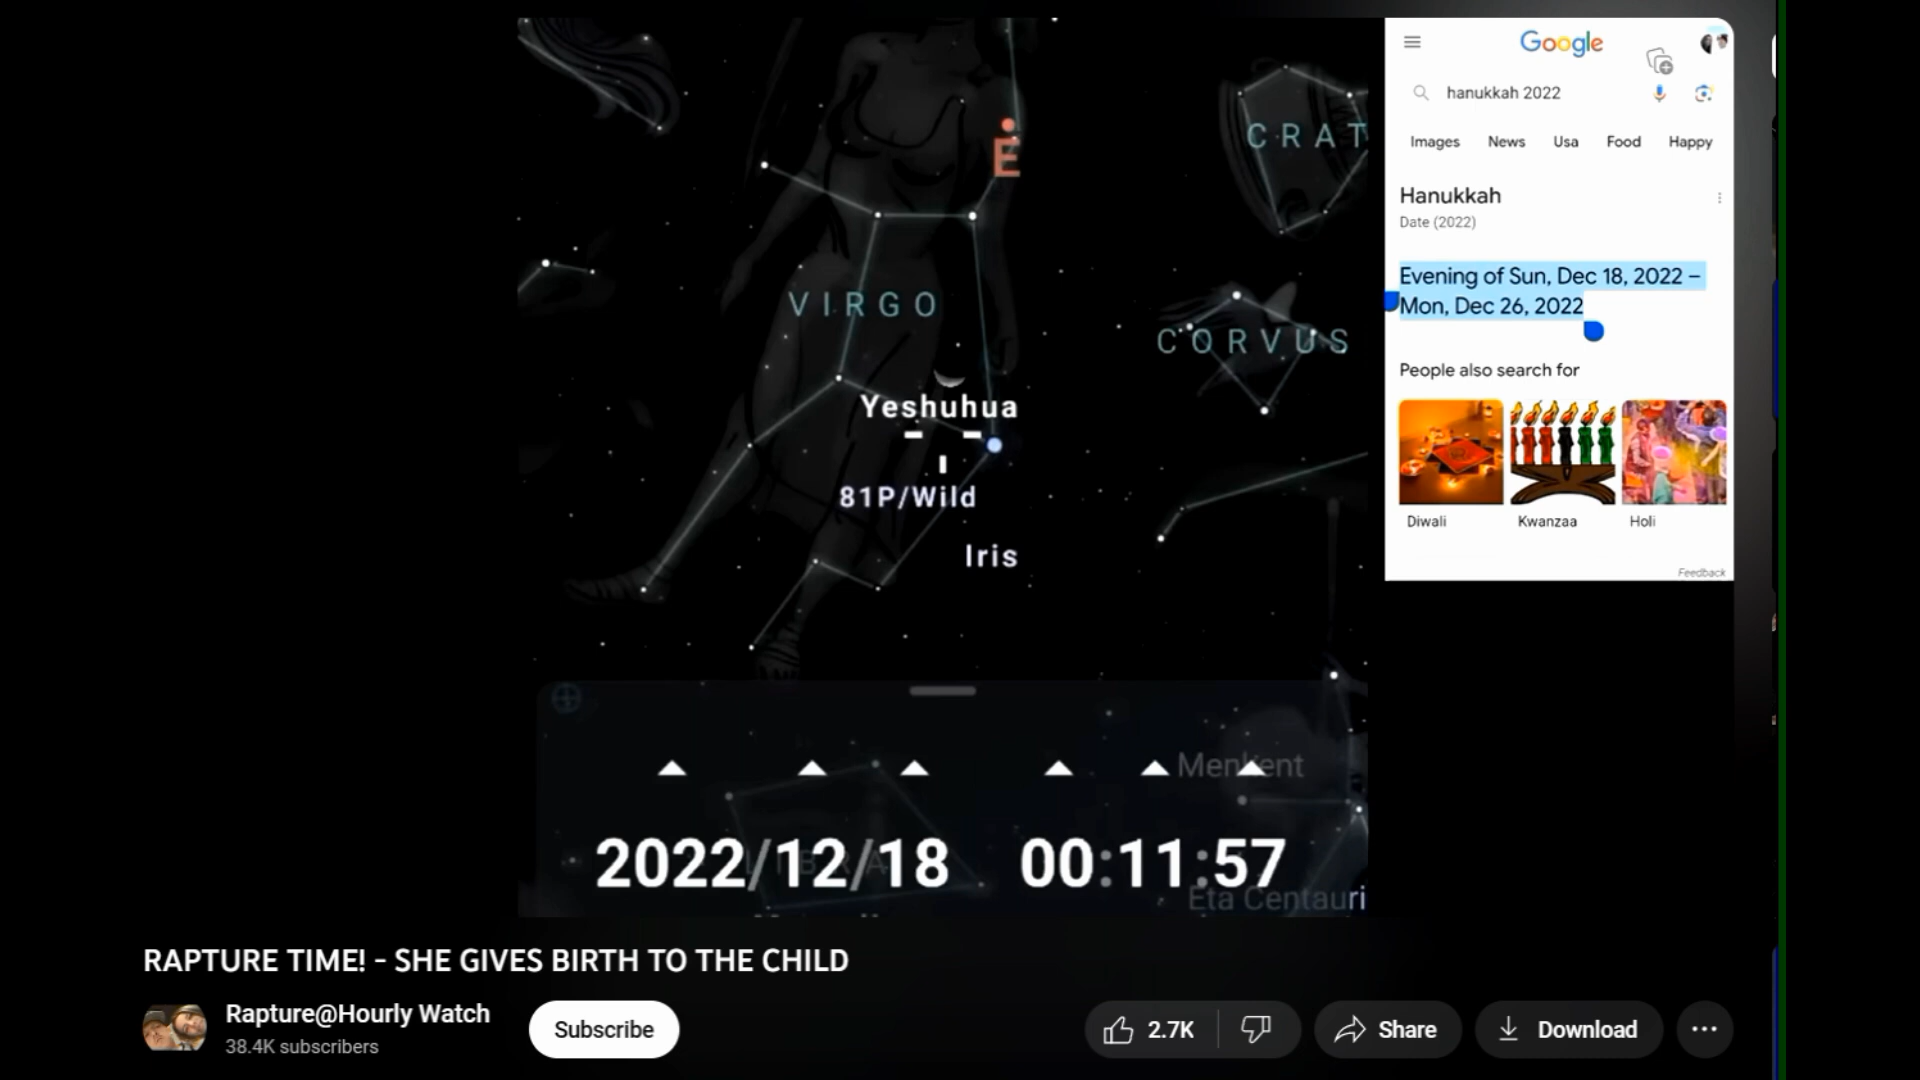 CRAT
Ė
VIRGO
CORVUS
Yeshuhua
81P/Wild
Iris
Menkent
LIBRA
2022/12/18 00:11:57
Eta Centauri
Google
hanukkah 2022
Images News Usa Food Happy
Hanukkah
Date (2022)
Evening of Sun, Dec 18, 2022 –
Mon, Dec 26, 2022
People also search for
Diwali Kwanzaa Holi
Feedback
RAPTURE TIME! - SHE GIVES BIRTH TO THE CHILD
Rapture@Hourly Watch
38.4K subscribers
Subscribe
2.7K
Share
Download